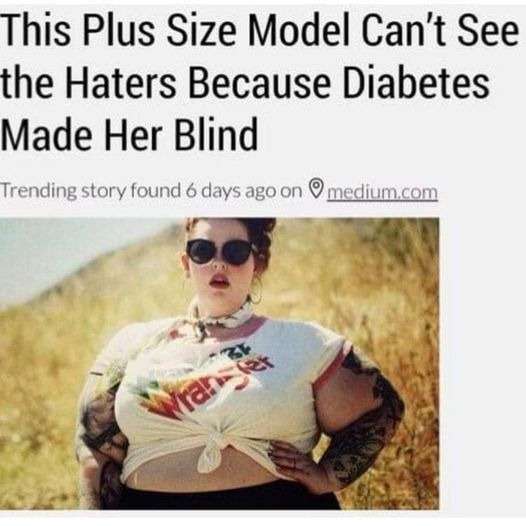 This Plus Size Model Can't See
the Haters Because Diabetes
Made Her Blind
Trending story found 6 days ago on medium.com
Wrangler